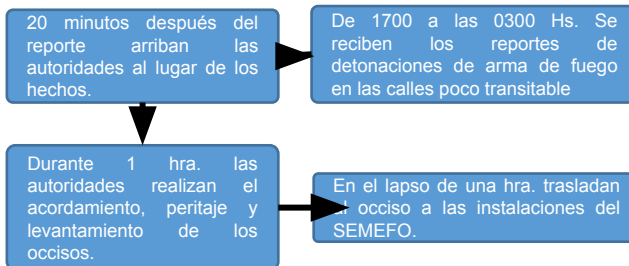 20 minutos después del
reporte arriban las
autoridades al lugar de los
hechos.
De 1700 a las 0300 Hs. Se
reciben los reportes de
detonaciones de arma de fuego
en las calles poco transitable
Durante 1 hra. las
autoridades realizan el
acordamiento, peritaje y
levantamiento de los
occisos.
En el lapso de una hra. trasladan
al occiso a las instalaciones del
SEMEFO.